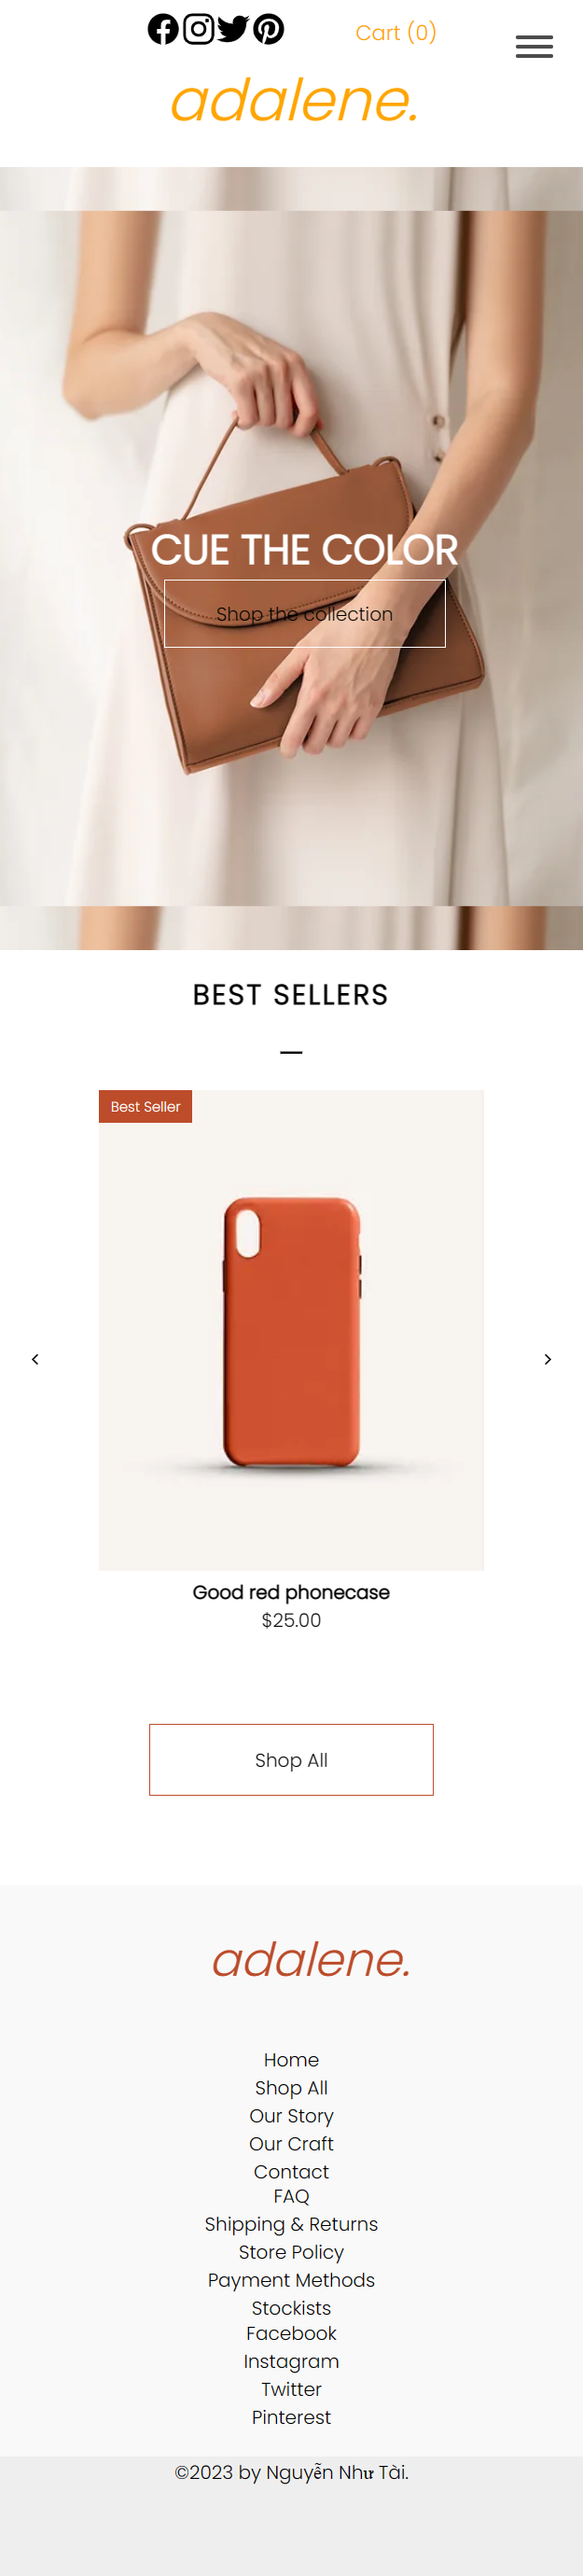 Cart (0)
adalene.
CUE THE COLOR
Shop the collection
BEST SELLERS
Best Seller
Good red phonecase
$25.00
Shop All
adalene.
Home
Shop All
Our Story
Our Craft
Contact
FAQ
Shipping & Returns
Store Policy
Payment Methods
Stockists
Facebook
Instagram
Twitter
Pinterest
©2023 by Nguyễn Như Tài.